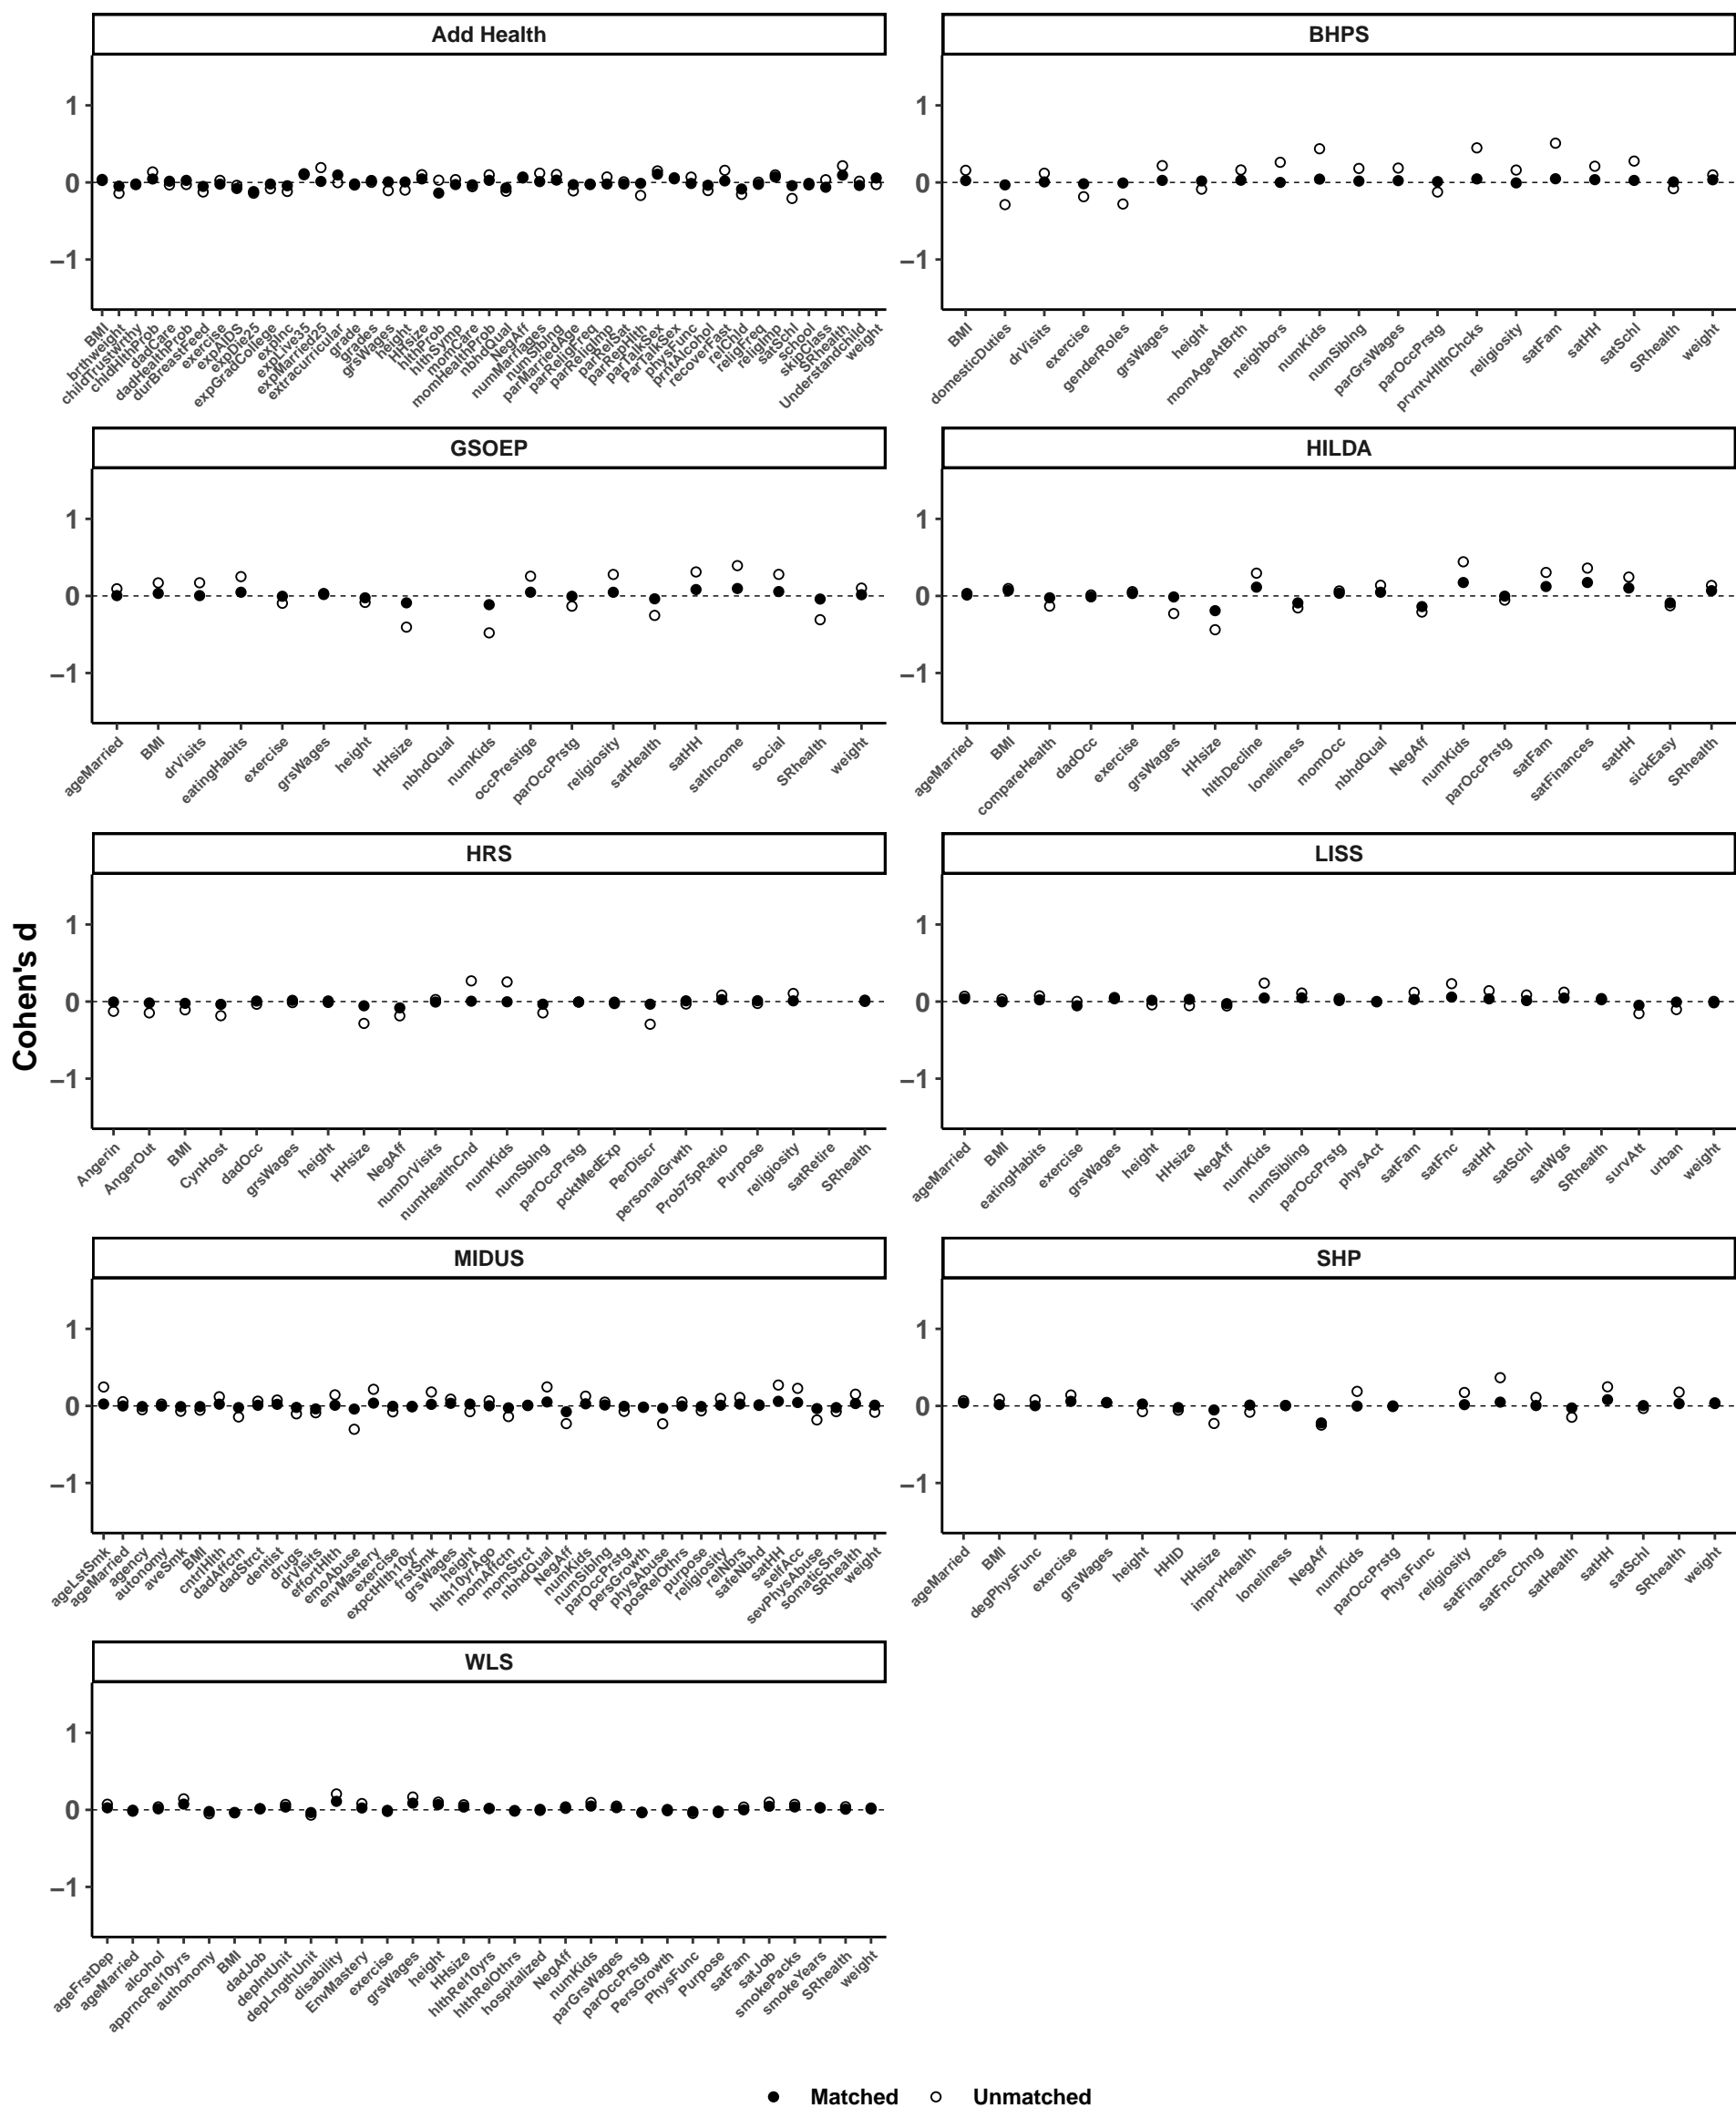 Add Health
BHPS
1
0
−1
1
0
−1
BMI
brthweight
childTrustwrthy
ChldHlthProb
dadCare
dadHealthProb
durBreastFeed
exercise
expAIDS
expDie25
expGradCollege
expInc
expLive35
expMarried25
extracurricular
grade
grades
grsWages
height
HHsize
hlthProb
hlthSymp
momCare
momHealthProb
nbhndQual
NegAff
numMarriages
numSibing
parMarriedAge
parReligFreq
parReligImp
parRelSat
parRepHlth
parTalkSex
ParTalkSex
physFunc
prntAlcohol
recoverFast
relChld
religFreq
religImp
satSchl
school
skipClass
SRhealth
Understandchild
weight
BMI
domesticDuties
drVisits
exercise
genderRoles
grsWages
height
momAgeAtBrth
neighbors
numKids
numSiblng
parGrsWages
parOccPrstg
prvntvHlthChcks
religiosity
satFam
satHH
satSchl
SRhealth
weight
GSOEP
HILDA
1
0
−1
1
0
−1
ageMarried
BMI
drVisits
eatingHabits
exercise
grsWages
height
HHsize
nbhdQual
numKids
occPrestige
parOccPrstg
religiosity
satHealth
satHH
satIncome
social
SRhealth
weight
ageMarried
BMI
compareHealth
dadOcc
exercise
grsWages
HHsize
hlthDecline
loneliness
momOcc
nbhdQual
NegAff
numKids
parOccPrstg
satFam
satFinances
satHH
sickEasy
SRhealth
HRS
LISS
Cohen's d
1
0
−1
1
0
−1
Angerin
AngerOut
BMI
CynHost
dadOcc
grsWages
height
HHsize
NegAff
numDrVisits
numHealthCnd
numKids
numSblng
parOccPrstg
pcktMedExp
PerDiscr
personalGrwth
Prob75pRatio
Purpose
religiosity
satRetire
SRhealth
ageMarried
BMI
eatingHabits
exercise
grsWages
height
HHsize
NegAff
numKids
numSibling
parOccPrstg
physAct
satFam
satFnc
satHH
satSchl
satWgs
SRhealth
survAtt
urban
weight
MIDUS
SHP
1
0
−1
1
0
−1
ageLstSmk
ageMarried
agency
autonomy
aveSmk
BMI
cntrlHlth
dadAffctn
dadStrct
dentist
drugs
drVisits
effortHlth
emoAbuse
envMastery
exercise
expctHlth10yr
frstSmk
grsWages
height
hlth10yrAgo
momAffctn
momStrct
nbhdQual
NegAff
numKids
numSibng
parOccPrstg
persGrowth
physAbuse
posRelOthrs
purpose
religiosity
relNbrs
safeNbhd
satHH
selfAcc
sevPhysAbuse
somaticSns
SRhealth
weight
ageMarried
BMI
degPhysFunc
exercise
grsWages
height
HHID
HHsize
imprvHealth
loneliness
NegAff
numKids
parOccPrstg
PhysFunc
religiosity
satFinances
satFncChng
satHealth
satHH
satSchl
SRhealth
weight
WLS
1
0
−1
ageFrstDep
ageMarried
alcohol
apprncRel10yrs
authonomy
BMI
dadJob
depIntUnit
depLngthUnit
disability
EnvMastery
exercise
grsWages
height
HHsize
hlthRel10yrs
hlthRelOthrs
hospitalized
NegAff
numKids
parGrsWages
parOccPrstg
PersGrowth
PhysFunc
Purpose
satFam
satJob
smokePacks
smokeYears
SRhealth
weight
Matched
Unmatched